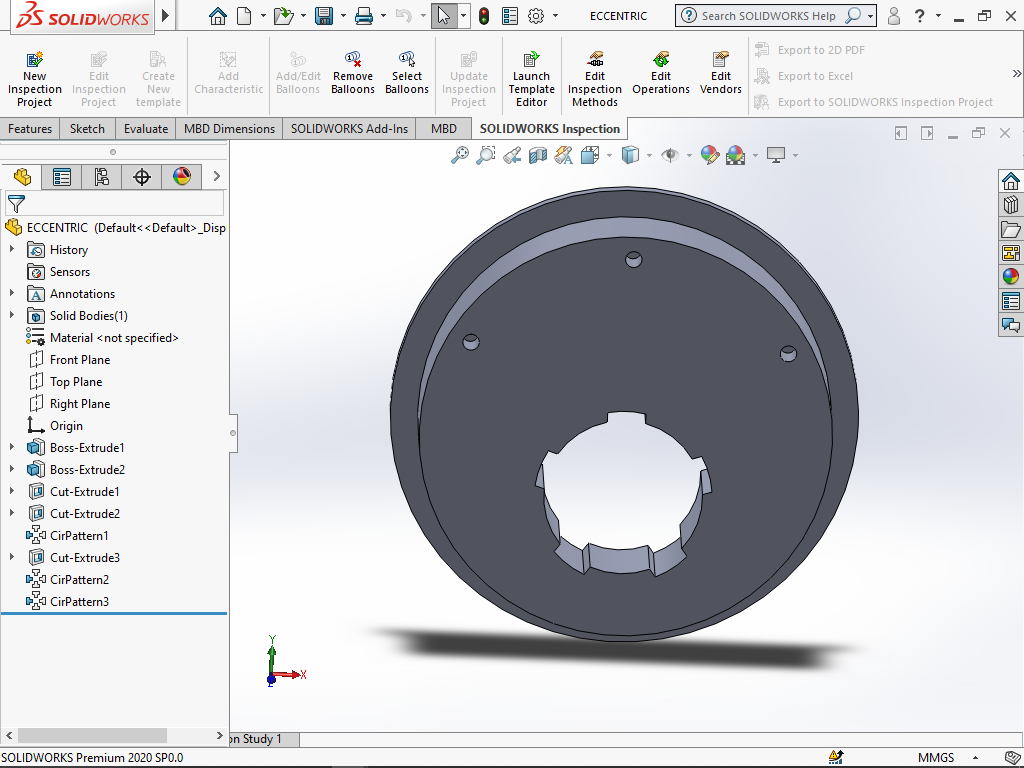 SOLIDWORKS
ECCENTRIC
Search SOLIDWORKS Help
?
New Inspection Project
Edit Inspection Project
Create New template
Add Characteristic
Add/Edit Balloons
Remove Balloons
Select Balloons
Update Inspection Project
Launch Template Editor
Edit Inspection Methods
Edit Operations
Edit Vendors
Export to 2D PDF
Export to Excel
Export to SOLIDWORKS Inspection Project
Features
Sketch
Evaluate
MBD Dimensions
SOLIDWORKS Add-Ins
MBD
SOLIDWORKS Inspection
ECCENTRIC (Default<<Default>_Disp
History
Sensors
Annotations
Solid Bodies(1)
Material <not specified>
Front Plane
Top Plane
Right Plane
Origin
Boss-Extrude1
Boss-Extrude2
Cut-Extrude1
Cut-Extrude2
CirPattern1
Cut-Extrude3
CirPattern2
CirPattern3
Y
X
Z
on Study 1
SOLIDWORKS Premium 2020 SP0.0
MMGS